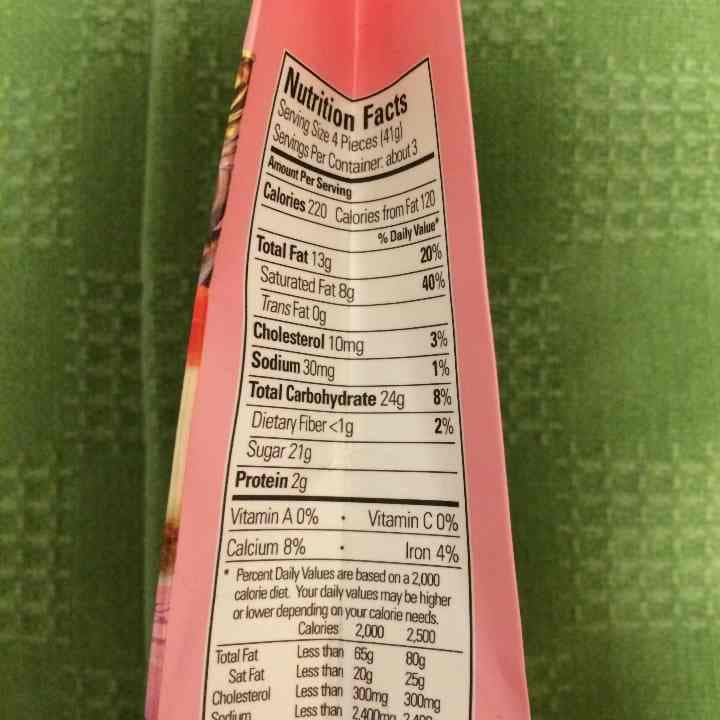 Nutrition Facts
Serving Size 4 Pieces (41g)
Servings Per Container: about 3
Amount Per Serving
Calories 220 Calories from Fat 120
% Daily Value*
Total Fat 13g 20%
Saturated Fat 8g 40%
Trans Fat 0g
Cholesterol 10mg 3%
Sodium 30mg 1%
Total Carbohydrate 24g 8%
Dietary Fiber <1g 2%
Sugar 21g
Protein 2g
Vitamin A 0% • Vitamin C 0%
Calcium 8% • Iron 4%
* Percent Daily Values are based on a 2,000
calorie diet. Your daily values may be higher
or lower depending on your calorie needs.
Calories 2,000 2,500
Total Fat Less than 65g 80g
Sat Fat Less than 20g 25g
Cholesterol Less than 300mg 300mg
Sodium Less than 2,400mg